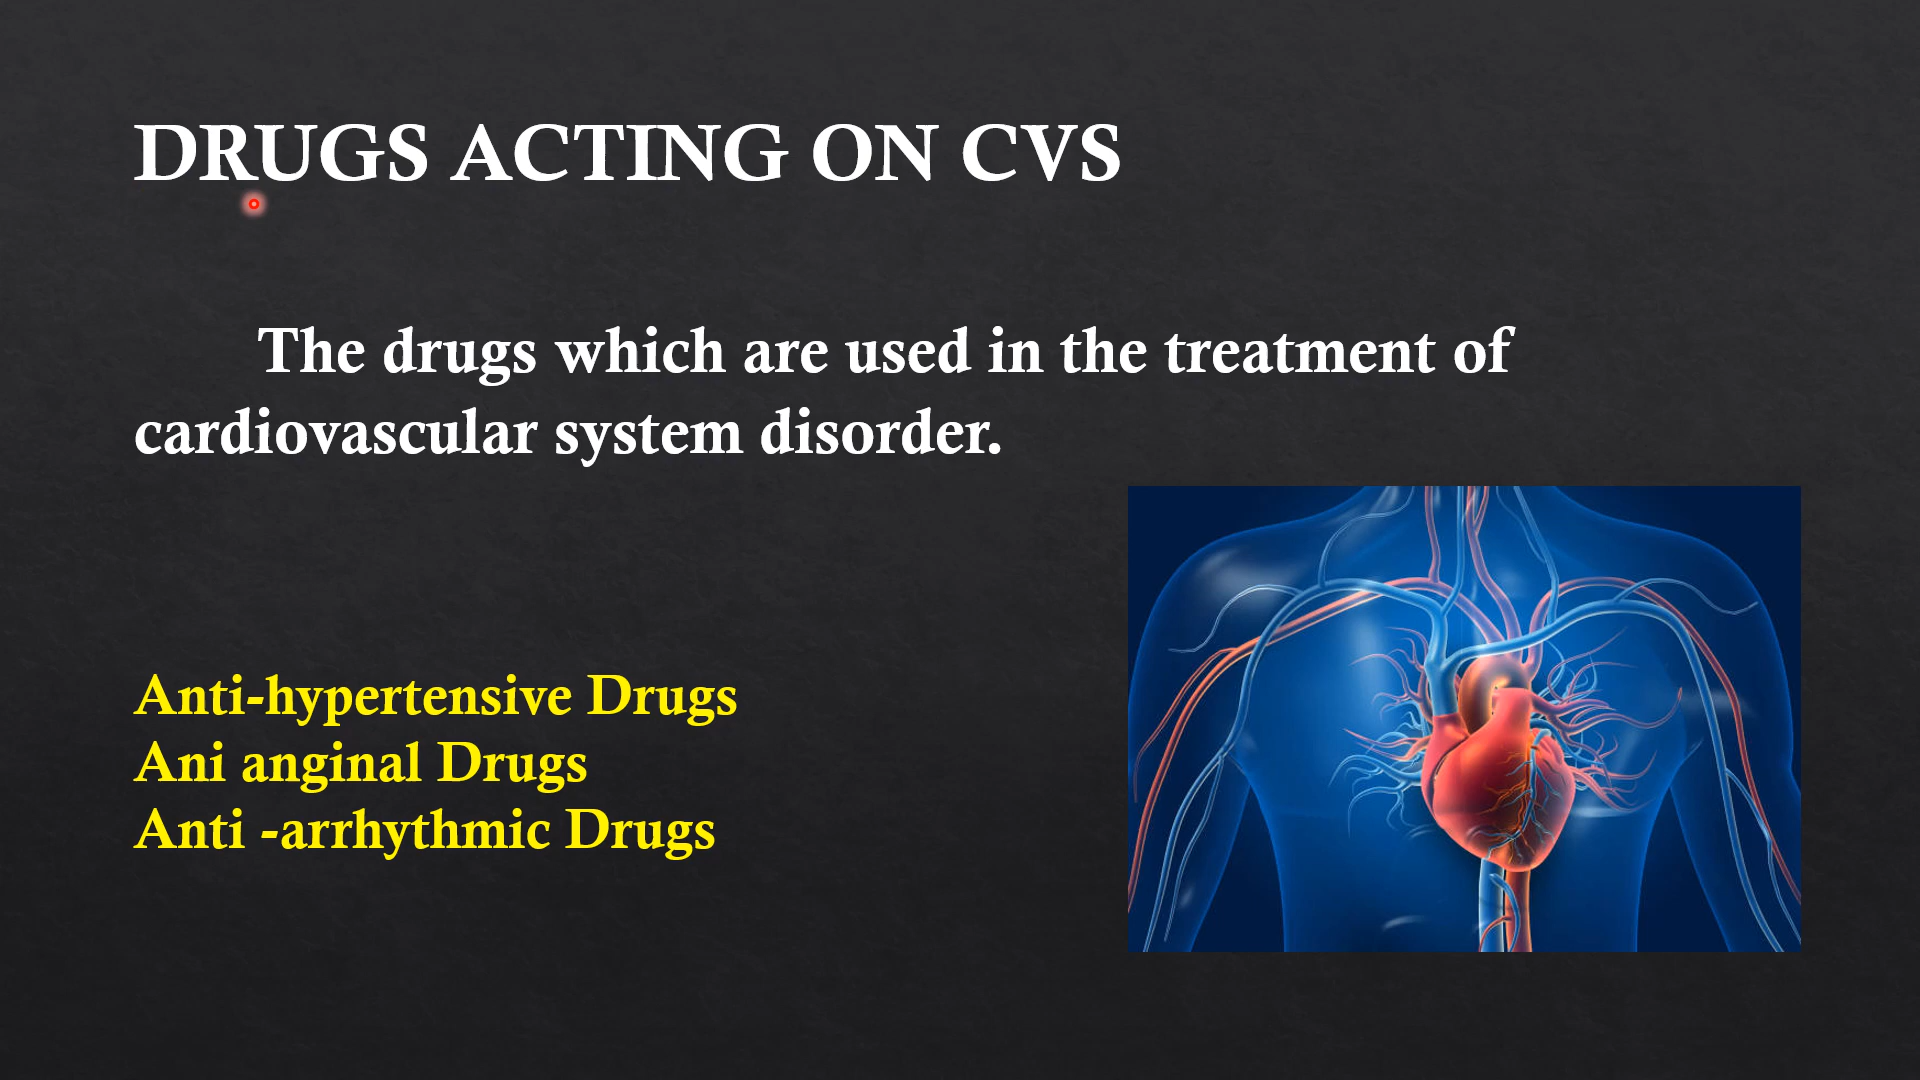 DRUGS ACTING ON CVS
The drugs which are used in the treatment of
cardiovascular system disorder.
Anti-hypertensive Drugs
Ani anginal Drugs
Anti -arrhythmic Drugs